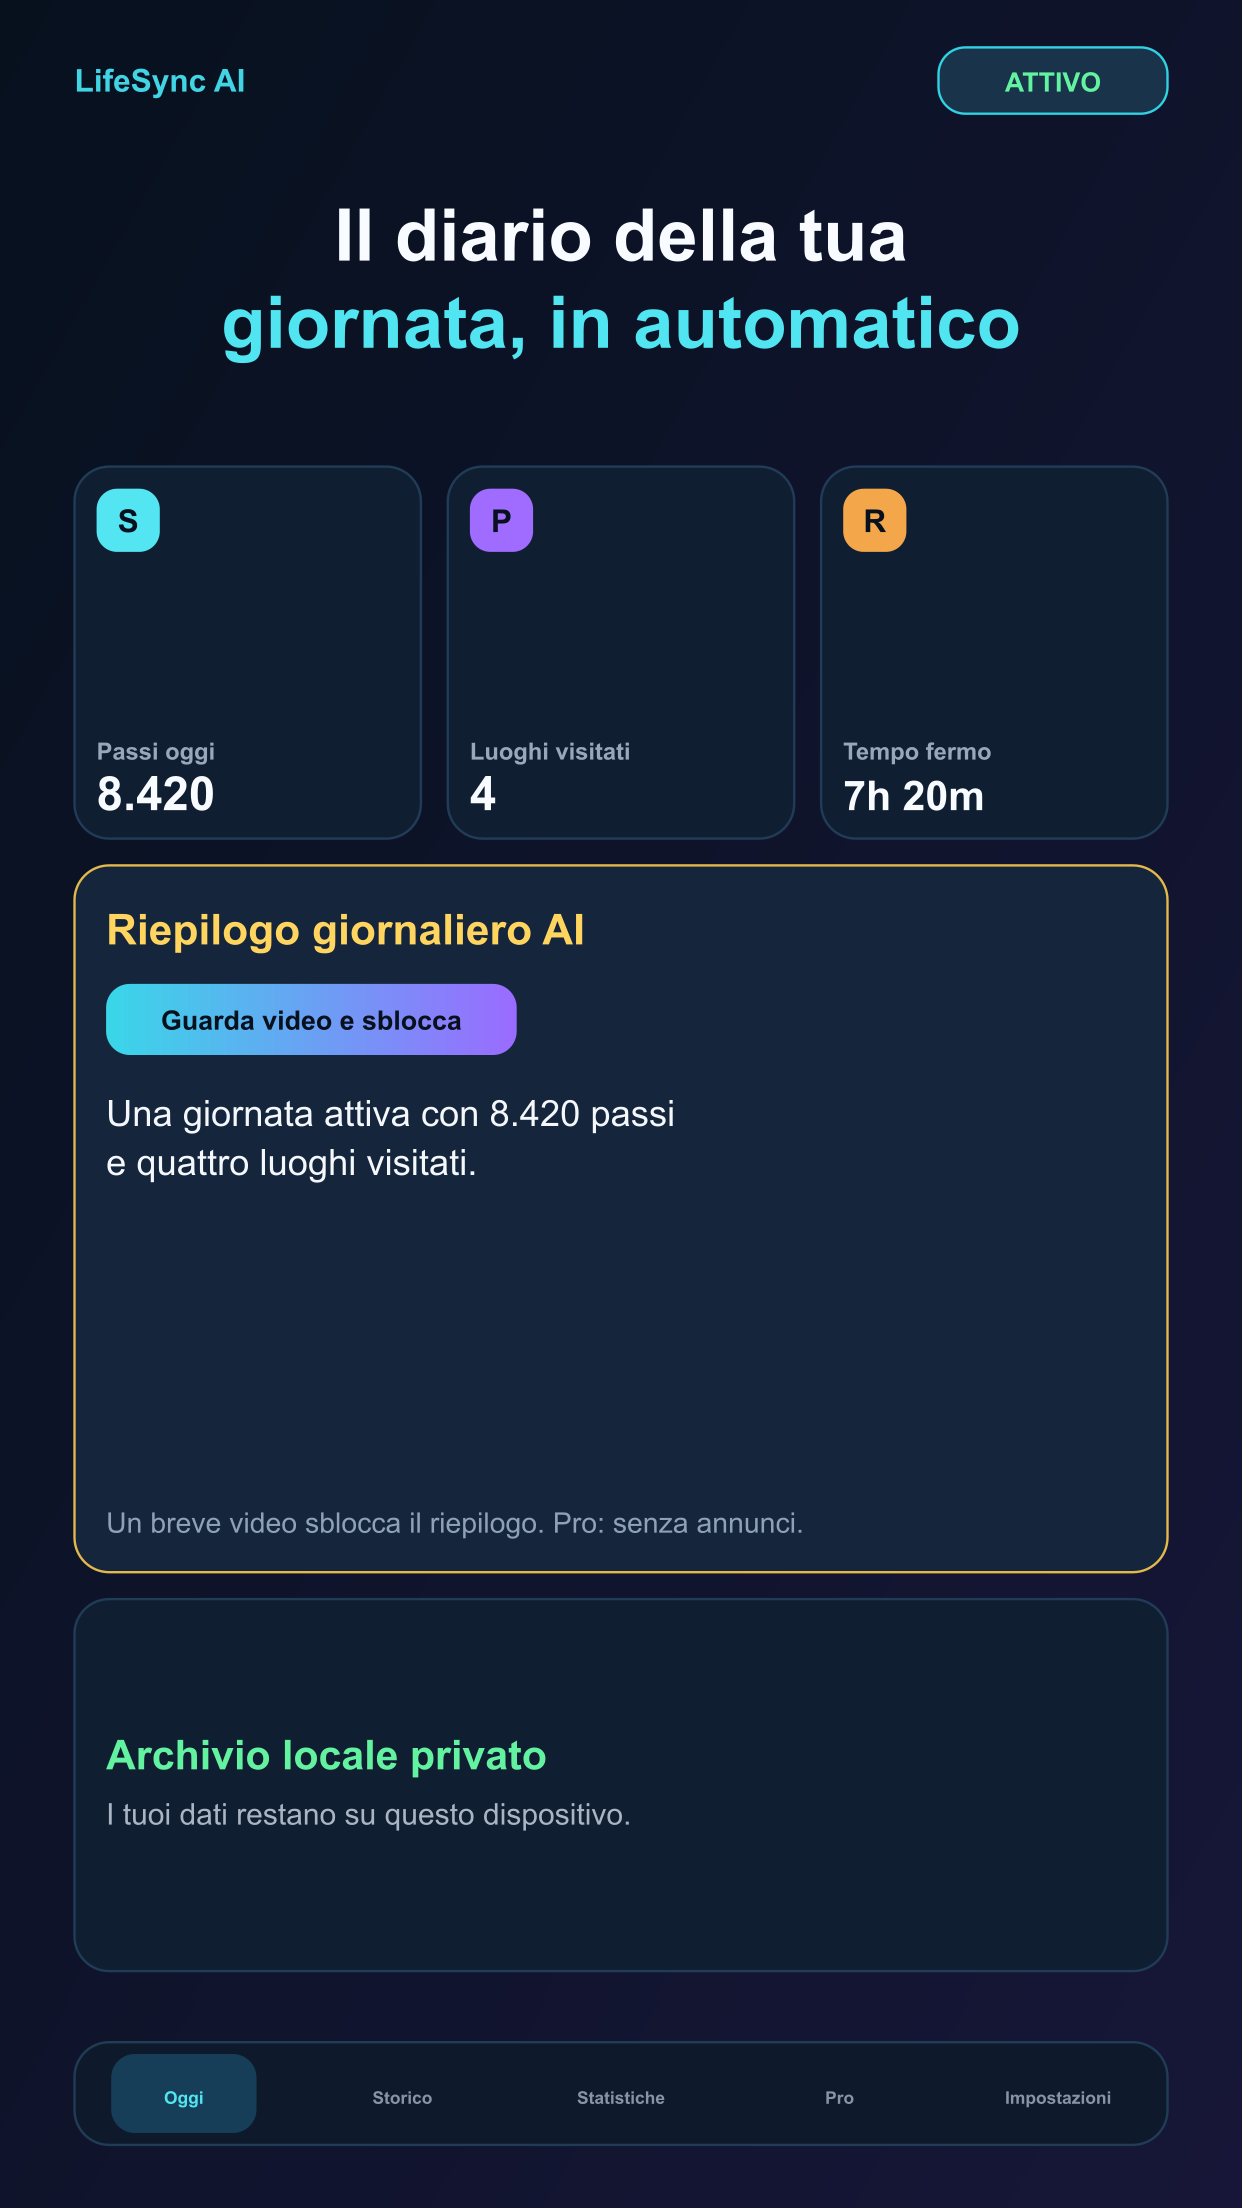 LifeSync AI
ATTIVO
Il diario della tua
giornata, in automatico
S
P
R
Passi oggi
8.420
Luoghi visitati
4
Tempo fermo
7h 20m
Riepilogo giornaliero AI
Guarda video e sblocca
Una giornata attiva con 8.420 passi
e quattro luoghi visitati.
Un breve video sblocca il riepilogo. Pro: senza annunci.
Archivio locale privato
I tuoi dati restano su questo dispositivo.
Oggi
Storico
Statistiche
Pro
Impostazioni